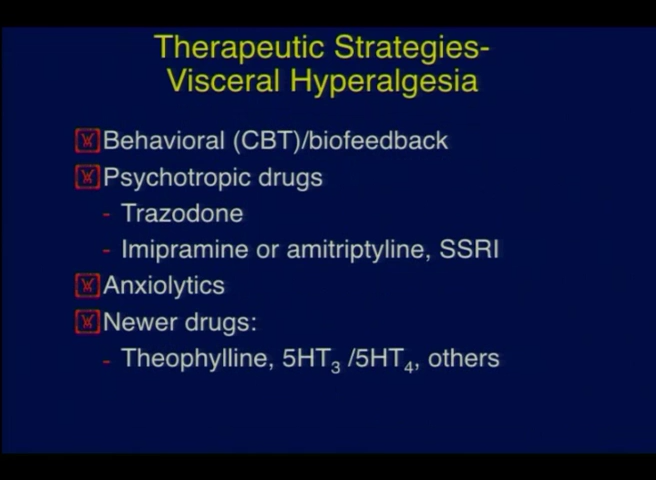 Therapeutic Strategies-
Visceral Hyperalgesia
Behavioral (CBT)/biofeedback
Psychotropic drugs
- Trazodone
- Imipramine or amitriptyline, SSRI
Anxiolytics
Newer drugs:
- Theophylline, 5HT₃ /5HT₄, others